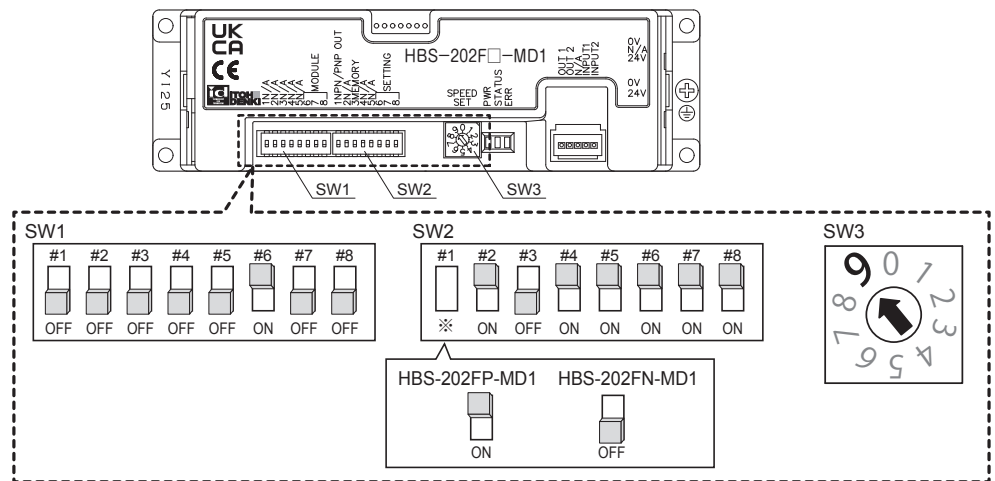 UK
CA
CE
ITOH
DENKI
Y125
1N/A
2N/A
3N/A
4N/A
5N/A
6
7 MODULE
8
1NPN/PNP OUT
2N/A
3MEMORY
4N/A
5N/A
6
7 SETTING
8
HBS-202F□-MD1
SPEED
SET
PWR
STATUS
ERR
OUT 1
OUT 2
N/A
INPUT1
INPUT2
0V
N/A
24V
0V
24V
SW1
SW2
SW3
SW1
#1 #2 #3 #4 #5 #6 #7 #8
OFF OFF OFF OFF OFF ON OFF OFF
SW2
#1 #2 #3 #4 #5 #6 #7 #8
※ ON OFF ON ON ON ON ON
HBS-202FP-MD1 HBS-202FN-MD1
ON OFF
SW3
0 1 2 3 4 5 6 7 8 9